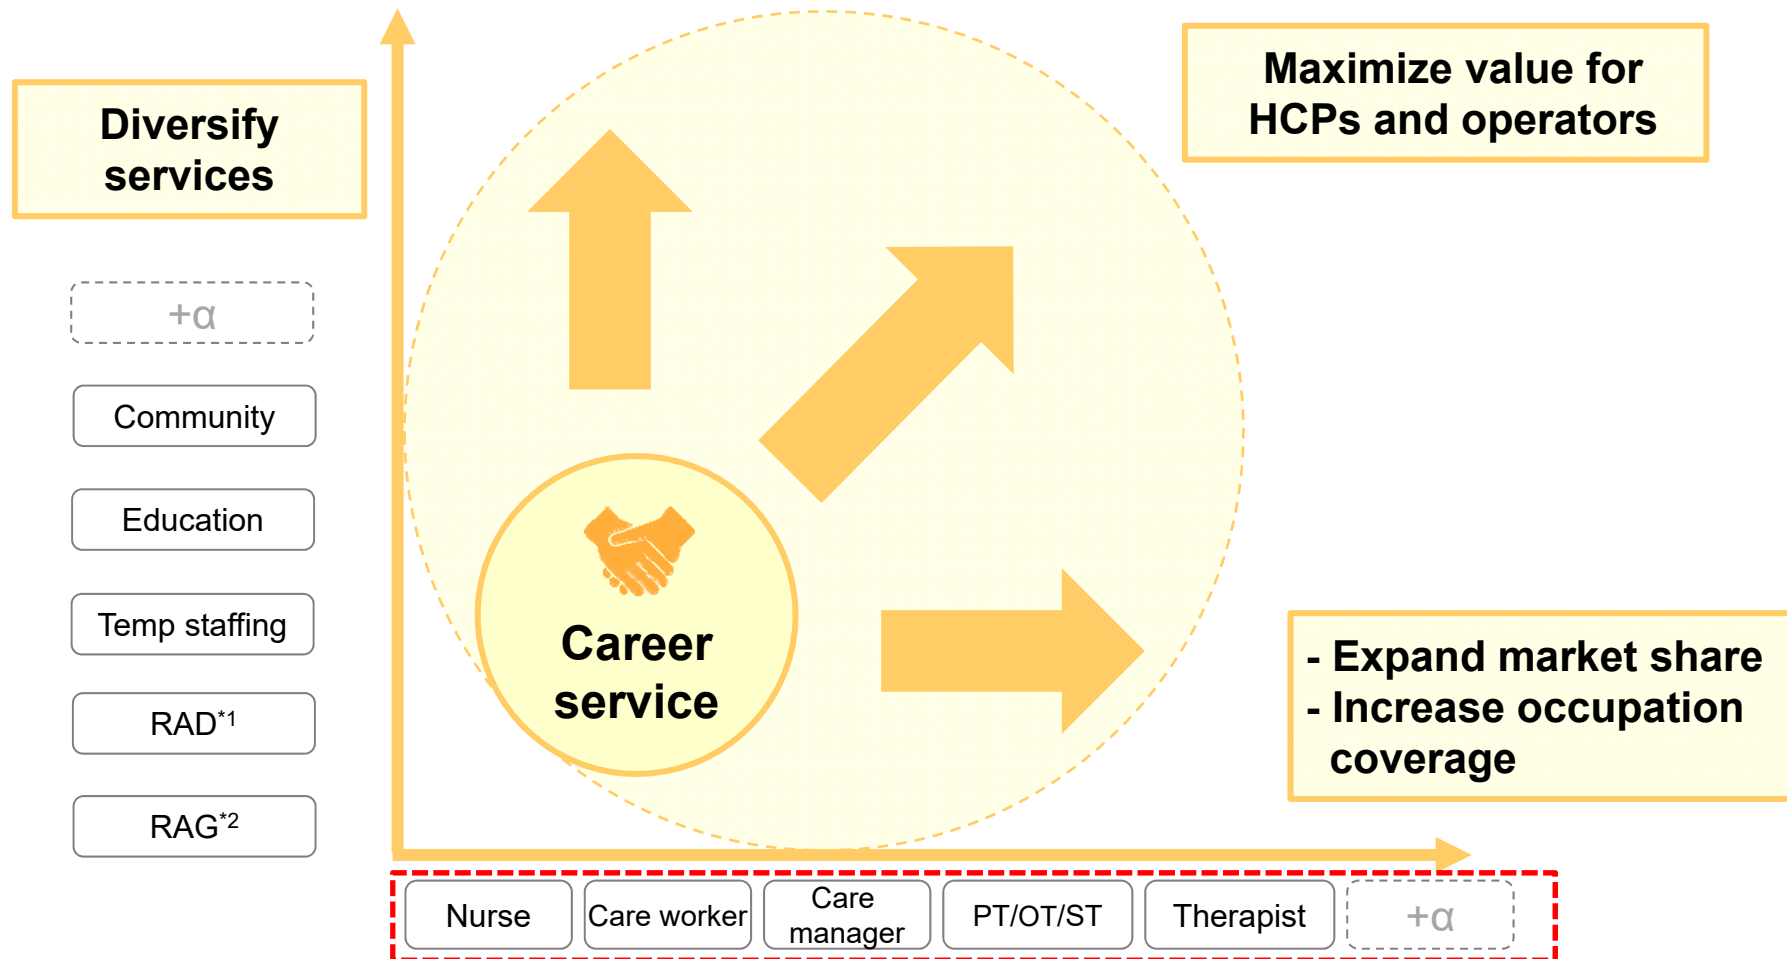 Diversify
services
Maximize value for
HCPs and operators
+α
Community
Education
Temp staffing
RAD*1
RAG*2
Career
service
- Expand market share
- Increase occupation
coverage
Nurse
Care worker
Care
manager
PT/OT/ST
Therapist
+α